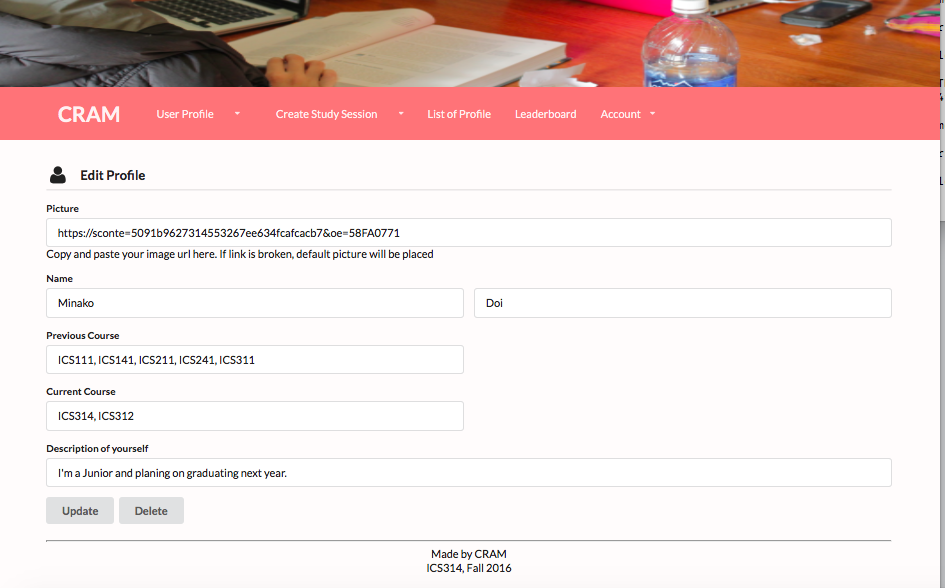 CRAM User Profile Create Study Session List of Profile Leaderboard Account
Edit Profile
Picture
https://sconte=5091b9627314553267ee634fcafcacb7&oe=58FA0771
Copy and paste your image url here. If link is broken, default picture will be placed
Name
Minako Doi
Previous Course
ICS111, ICS141, ICS211, ICS241, ICS311
Current Course
ICS314, ICS312
Description of yourself
I'm a Junior and planing on graduating next year.
Update Delete
Made by CRAM
ICS314, Fall 2016